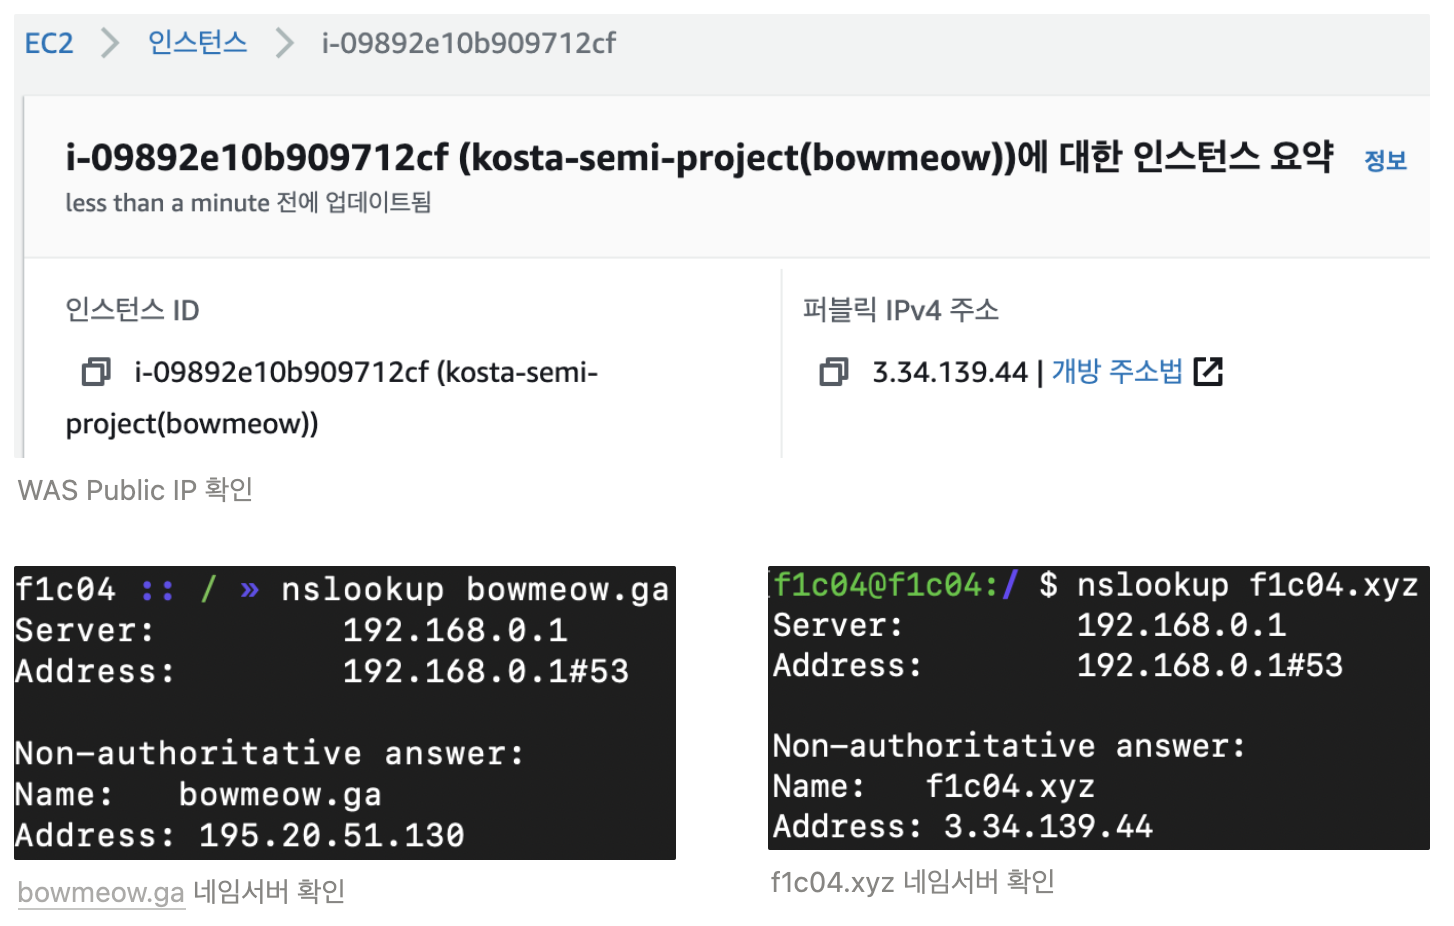 EC2 > 인스턴스 > i-09892e10b909712cf
i-09892e10b909712cf (kosta-semi-project(bowmeow))에 대한 인스턴스 요약 정보
less than a minute 전에 업데이트됨
인스턴스 ID
i-09892e10b909712cf (kosta-semi-
project(bowmeow))
퍼블릭 IPv4 주소
3.34.139.44 | 개방 주소법
WAS Public IP 확인
f1c04 :: / » nslookup bowmeow.ga
Server: 192.168.0.1
Address: 192.168.0.1#53
Non-authoritative answer:
Name: bowmeow.ga
Address: 195.20.51.130
bowmeow.ga 네임서버 확인
f1c04@f1c04:/ $ nslookup f1c04.xyz
Server: 192.168.0.1
Address: 192.168.0.1#53
Non-authoritative answer:
Name: f1c04.xyz
Address: 3.34.139.44
f1c04.xyz 네임서버 확인